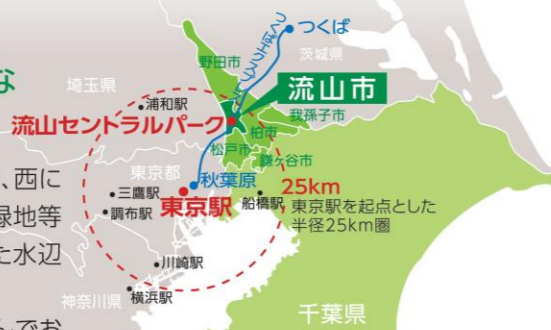 つくば
つくばエクスプレス
茨城県
野田市
な
埼玉県
流山市
浦和駅
我孫子市
流山セントラルパーク
柏市
松戸市
鎌ヶ谷市
、西に
東京都
秋葉原
25km
三鷹駅
東京駅
船橋駅
東京駅を起点とした
半径25km圏
緑地等
調布駅
た水辺
川崎駅
神奈川県
横浜駅
千葉県